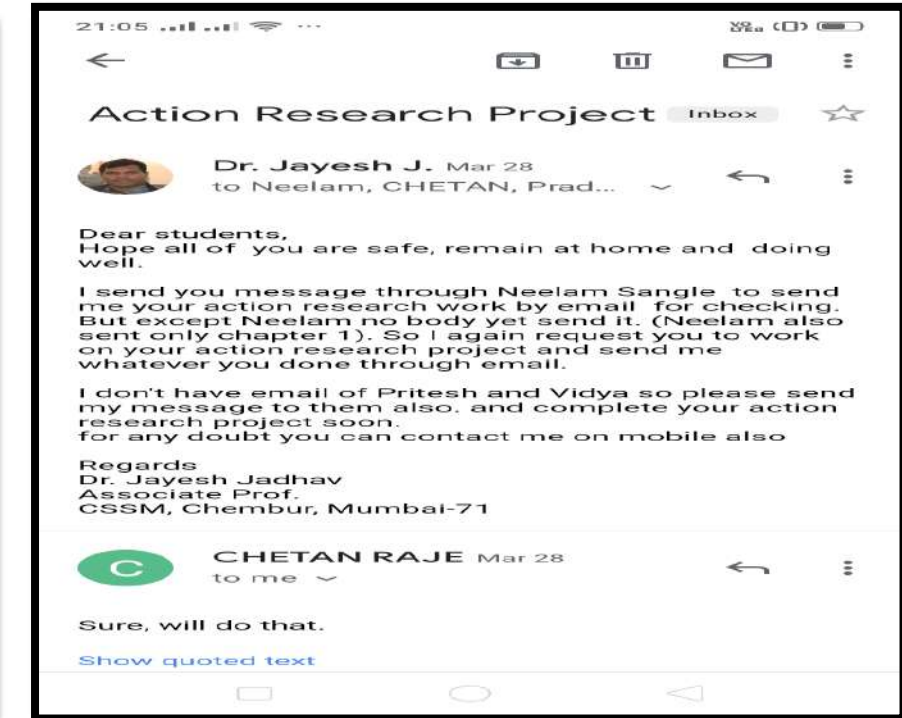 21:05
Action Research Project Inbox
Dr. Jayesh J. Mar 28
to Neelam, CHETAN, Prad...
Dear students,
Hope all of you are safe, remain at home and doing
well.
I send you message through Neelam Sangle to send
me your action research work by email for checking.
But except Neelam no body yet send it. (Neelam also
sent only chapter 1). So I again request you to work
on your action research project and send me
whatever you done through email.
I don't have email of Pritesh and Vidya so please send
my message to them also. and complete your action
research project soon.
for any doubt you can contact me on mobile also
Regards
Dr. Jayesh Jadhav
Associate Prof.
CSSM, Chembur, Mumbai-71
C
CHETAN RAJE Mar 28
to me
Sure, will do that.
Show quoted text